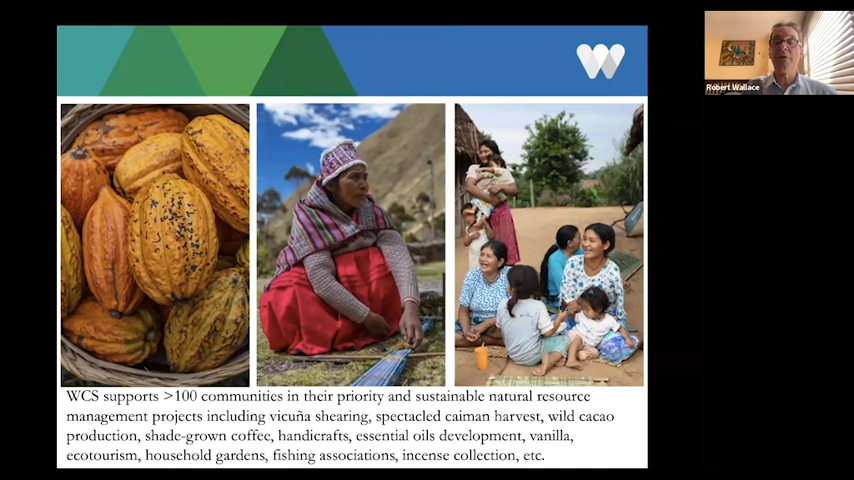 Robert Wallace
WCS supports >100 communities in their priority and sustainable natural resource
management projects including vicuña shearing, spectacled caiman harvest, wild cacao
production, shade-grown coffee, handicrafts, essential oils development, vanilla,
ecotourism, household gardens, fishing associations, incense collection, etc.